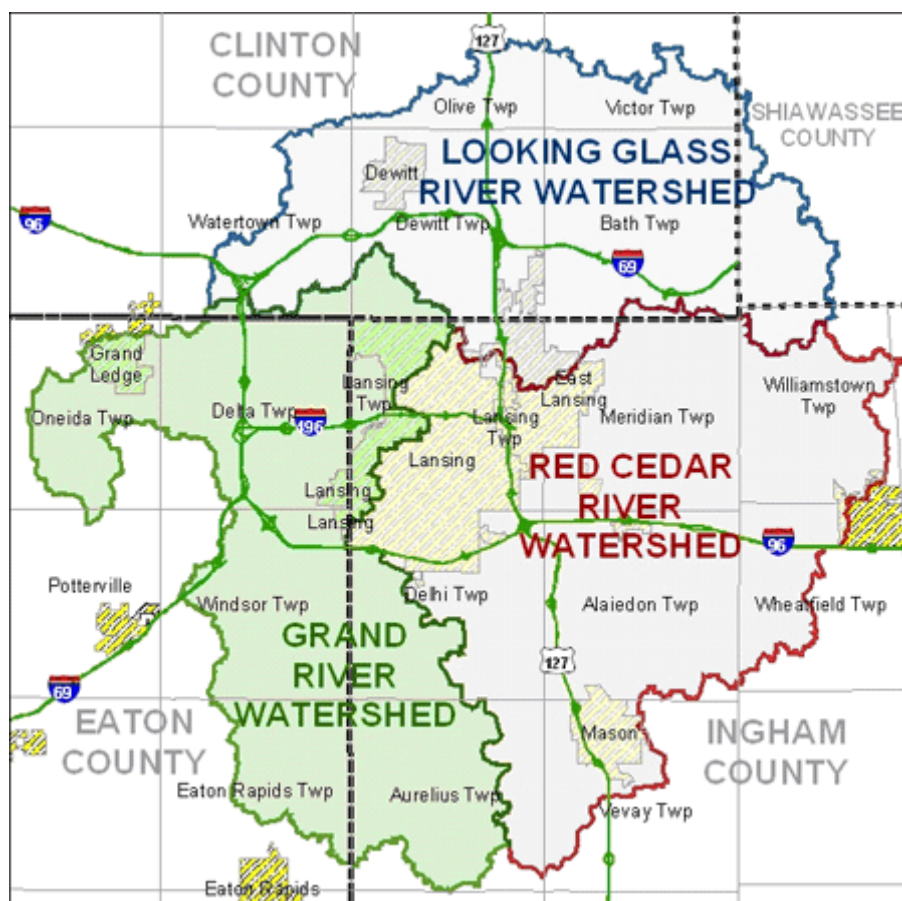 CLINTON
COUNTY
127
Olive Twp
Victor Twp
SHIAWASSEE
COUNTY
LOOKING GLASS
RIVER WATERSHED
Dewitt
96
Watertown Twp
Dewitt Twp
Bath Twp
69
Grand
Ledge
Oneida Twp
Delta Twp
496
Lansing
Twp
Lansing
Twp
East
Lansing
Meridian Twp
Williamstown
Twp
Lansing
RED CEDAR
RIVER
WATERSHED
Lansing
Lansing
96
Potterville
Windsor Twp
Delhi Twp
Alaiedon Twp
Wheatfield Twp
GRAND
RIVER
WATERSHED
127
69
EATON
COUNTY
Mason
INGHAM
COUNTY
Eaton Rapids Twp
Aurelius Twp
Vevay Twp
Eaton Rapids